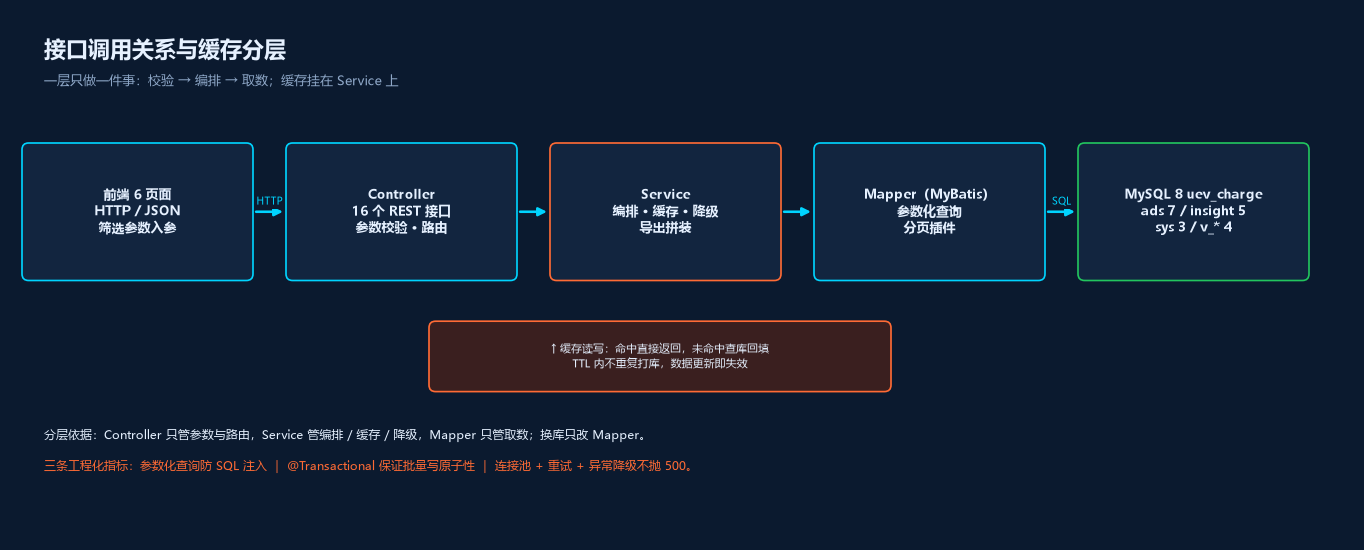 接口调用关系与缓存分层
一层只做一件事：校验 → 编排 → 取数；缓存挂在 Service 上
前端 6 页面
HTTP / JSON
筛选参数入参
HTTP
Controller
16 个 REST 接口
参数校验·路由
Service
编排·缓存·降级
导出拼装
Mapper（MyBatis）
参数化查询
分页插件
SQL
MySQL 8 uev_charge
ads 7 / insight 5
sys 3 / v_* 4
↑ 缓存读写：命中直接返回，未命中查库回填
TTL 内不重复打库，数据更新即失效
分层依据：Controller 只管参数与路由，Service 管编排 / 缓存 / 降级，Mapper 只管取数；换库只改 Mapper。
三条工程化指标：参数化查询防 SQL 注入 ｜ @Transactional 保证批量写原子性 ｜ 连接池 + 重试 + 异常降级不抛 500。